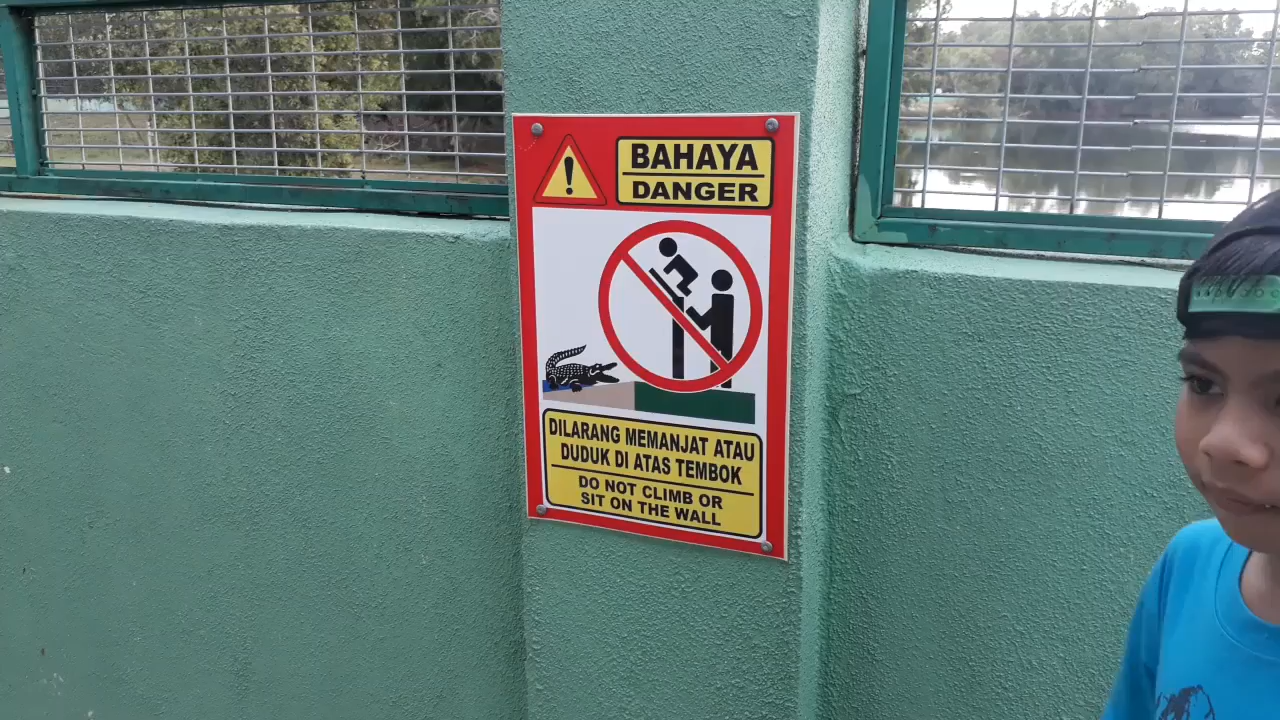 BAHAYA
DANGER
DILARANG MEMANJAT ATAU
DUDUK DI ATAS TEMBOK
DO NOT CLIMB OR
SIT ON THE WALL